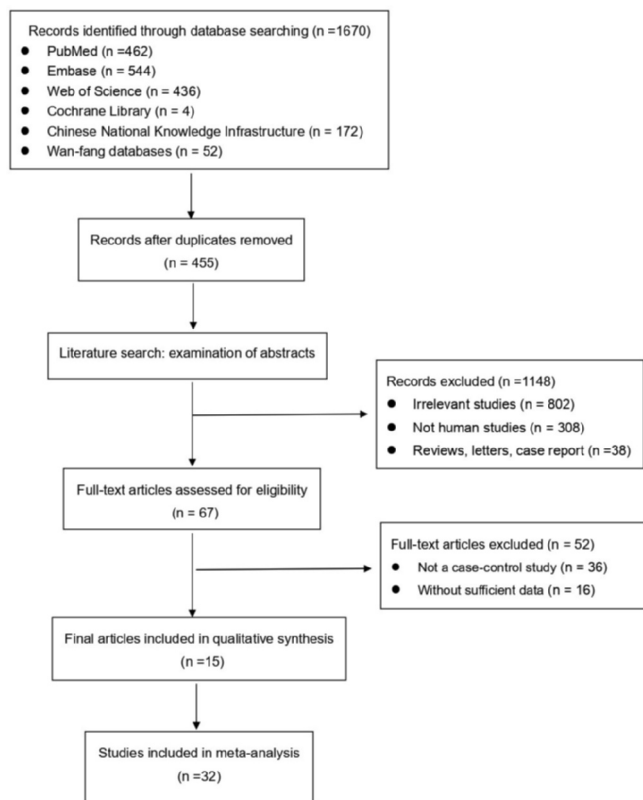 Records identified through database searching (n =1670)
● PubMed (n =462)
● Embase (n = 544)
● Web of Science (n = 436)
● Cochrane Library (n = 4)
● Chinese National Knowledge Infrastructure (n = 172)
● Wan-fang databases (n = 52)
Records after duplicates removed
(n = 455)
Literature search: examination of abstracts
Records excluded (n =1148)
● Irrelevant studies (n = 802)
● Not human studies (n = 308)
● Reviews, letters, case report (n =38)
Full-text articles assessed for eligibility
(n = 67)
Full-text articles excluded (n = 52)
● Not a case-control study (n = 36)
● Without sufficient data (n = 16)
Final articles included in qualitative synthesis
(n =15)
Studies included in meta-analysis
(n =32)